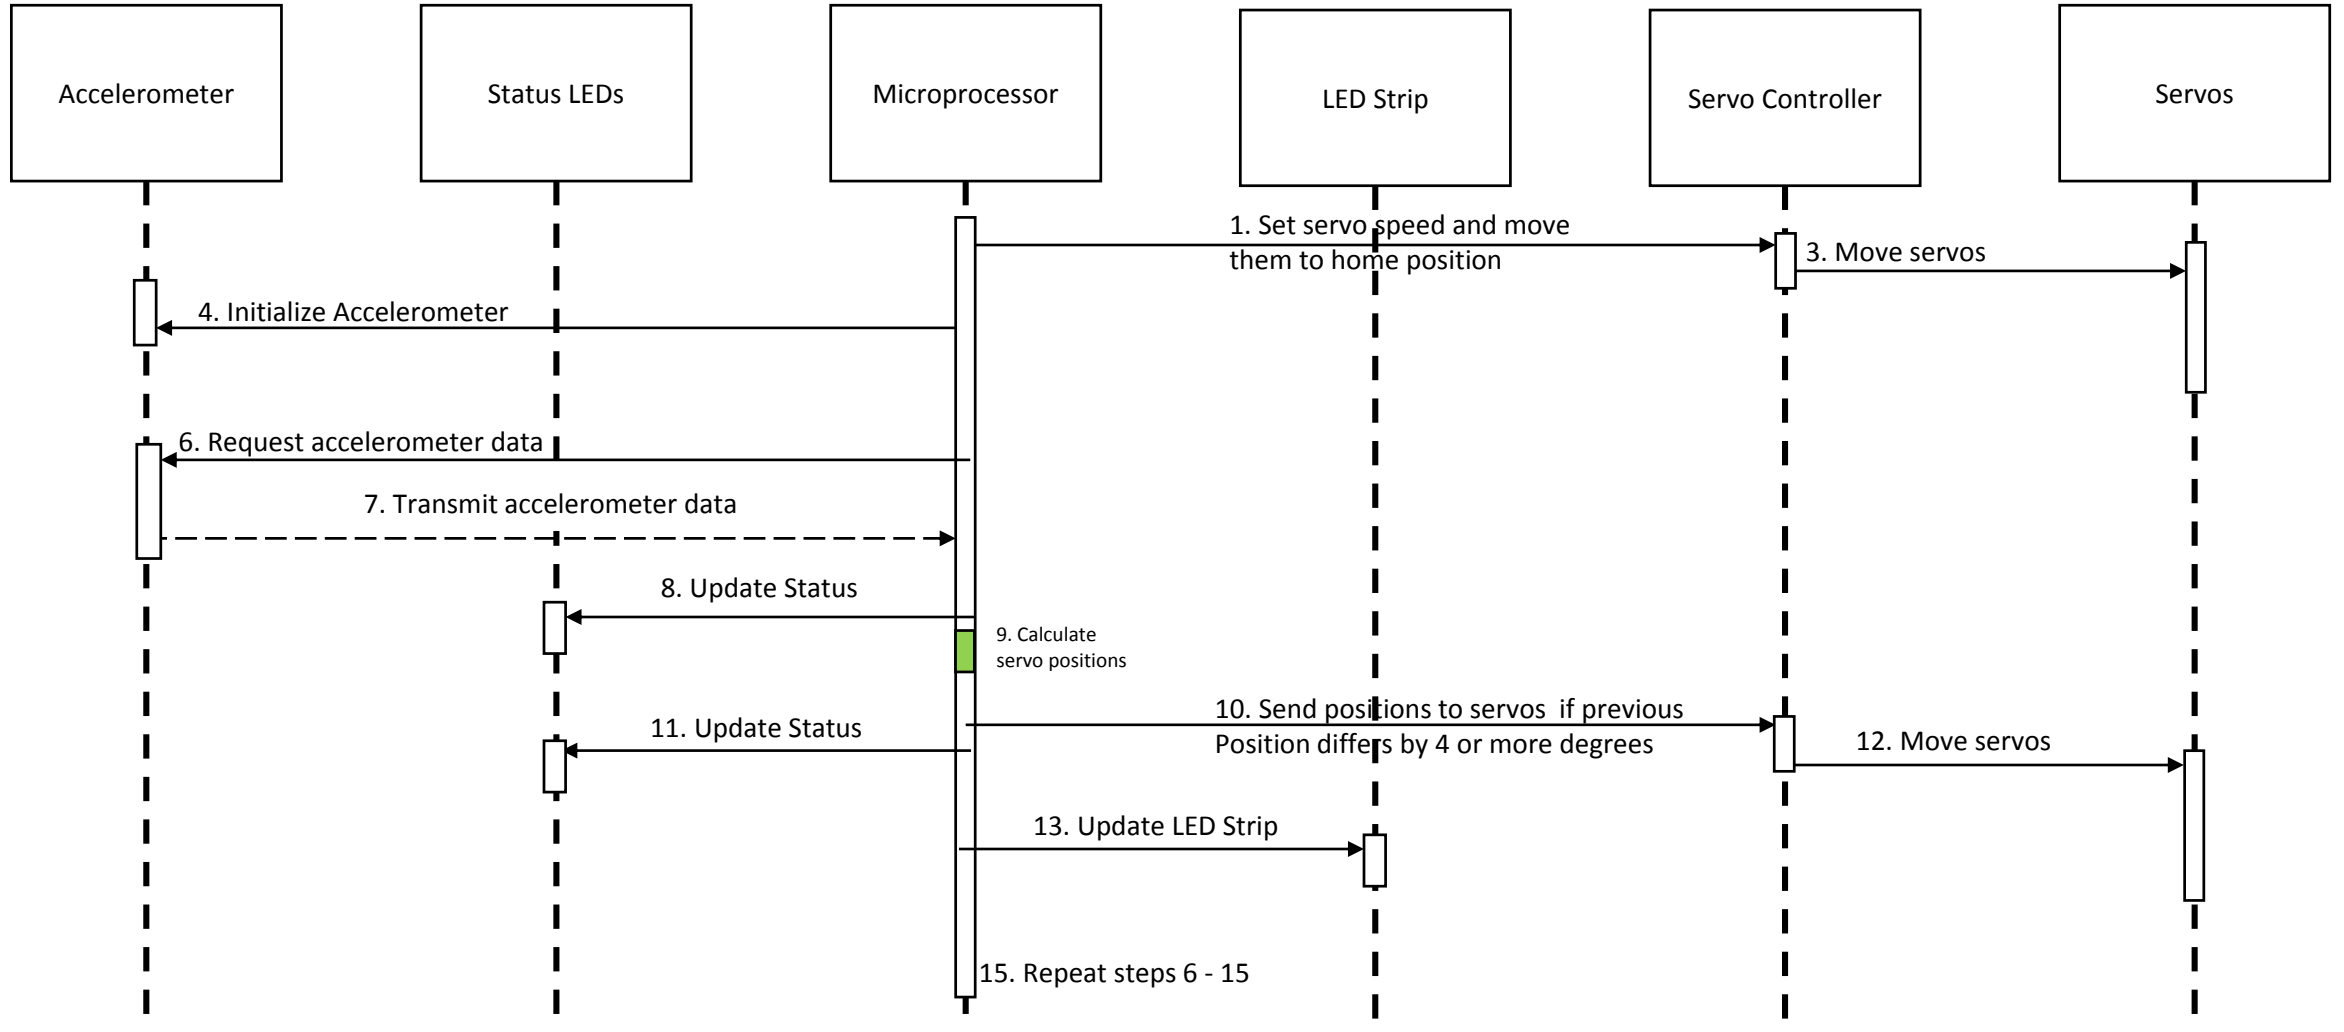 Accelerometer
Status LEDs
Microprocessor
LED Strip
Servo Controller
Servos
1. Set servo speed and move
them to home position
3. Move servos
4. Initialize Accelerometer
6. Request accelerometer data
7. Transmit accelerometer data
8. Update Status
9. Calculate
servo positions
10. Send positions to servos  if previous
Position differs by 4 or more degrees
11. Update Status
12. Move servos
13. Update LED Strip
15. Repeat steps 6 - 15